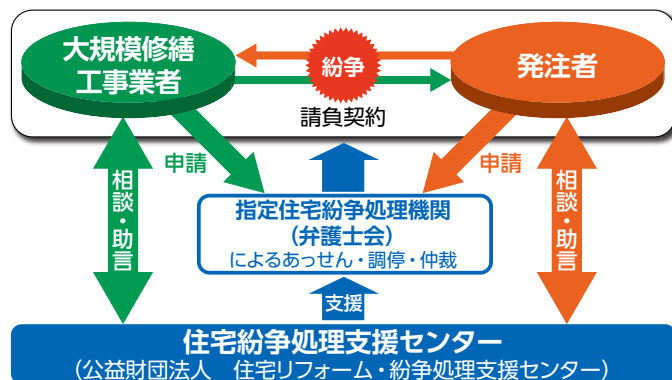 大規模修繕
工事業者
紛争
発注者
請負契約
申請
申請
相談・助言
相談・助言
指定住宅紛争処理機関
(弁護士会)
によるあっせん・調停・仲裁
支援
住宅紛争処理支援センター
(公益財団法人 住宅リフォーム・紛争処理支援センター)